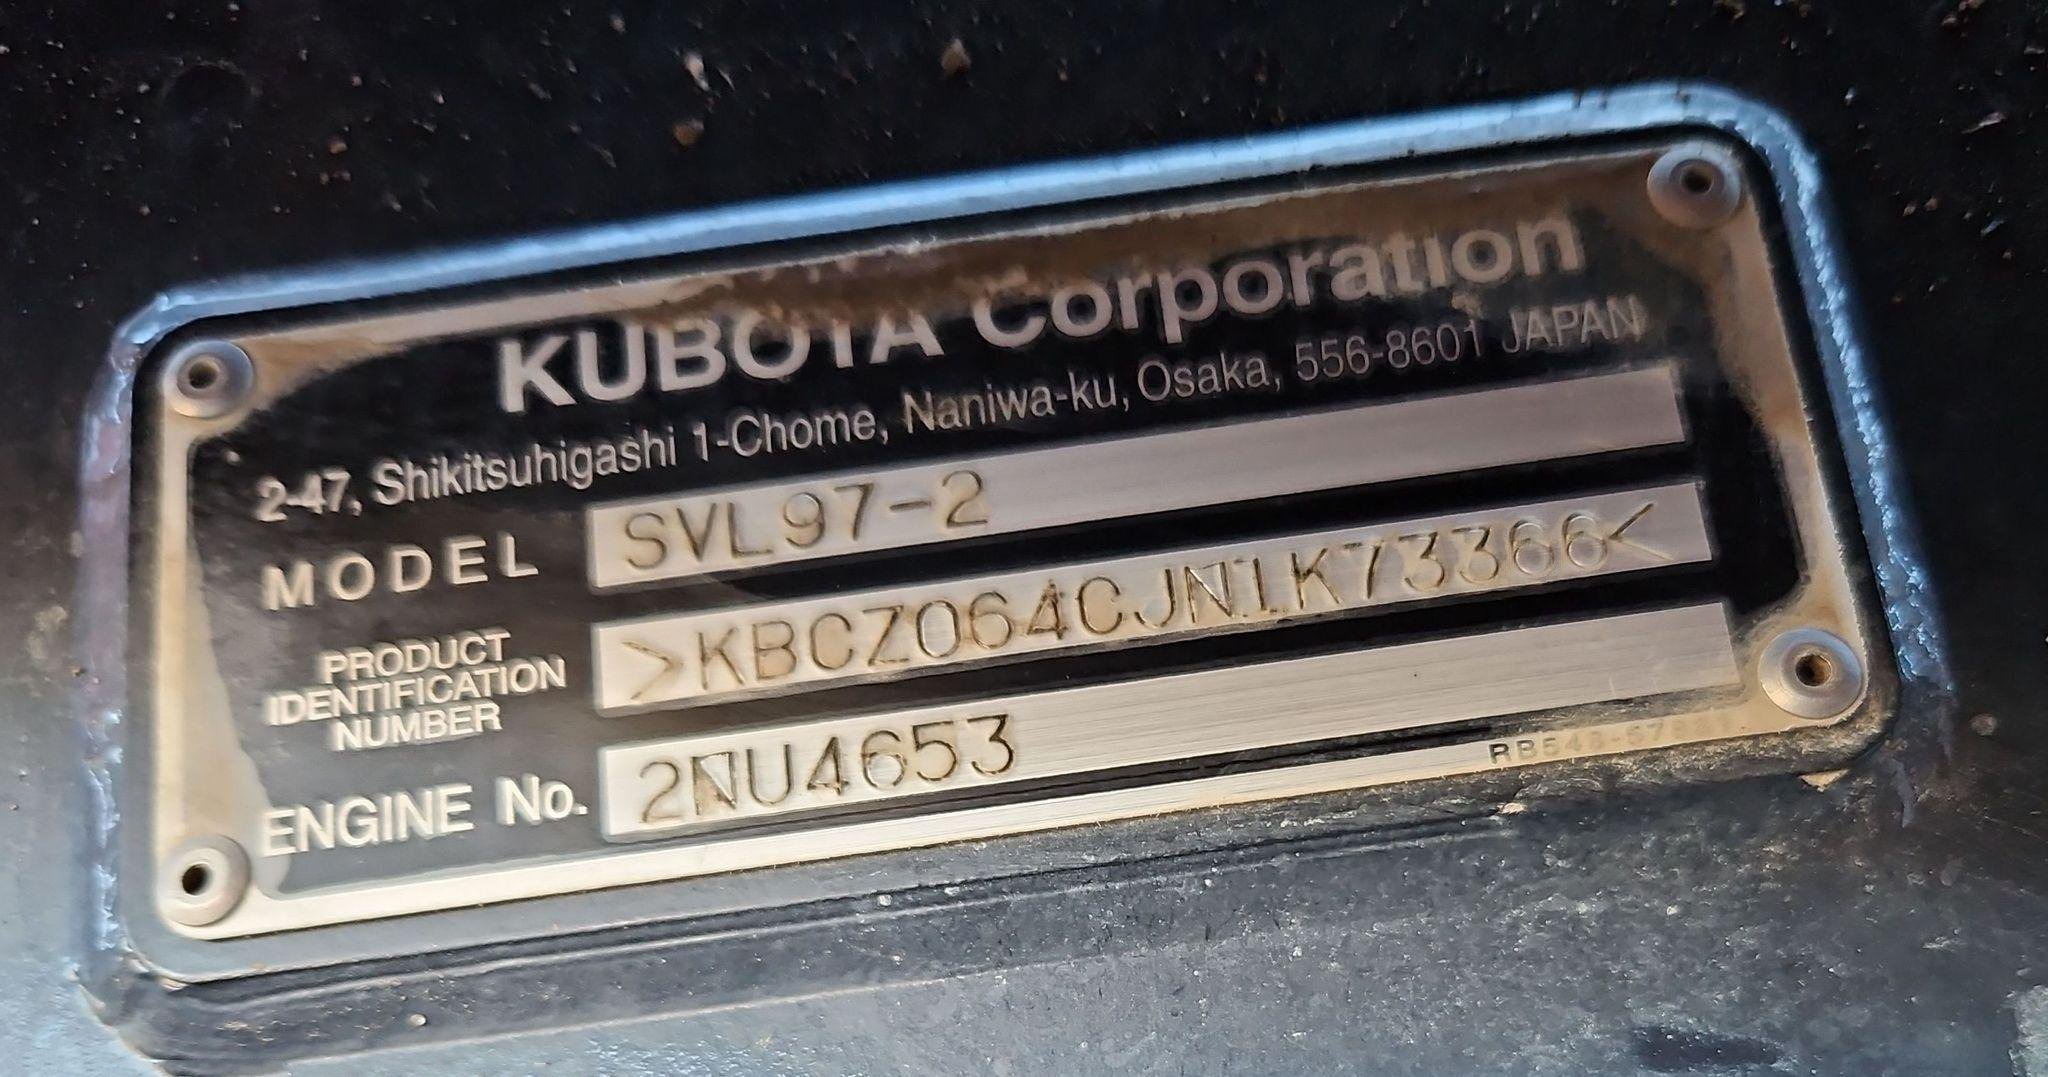 KUBOTA Corporation
2-47, Shikitsuhigashi 1-Chome, Naniwa-ku, Osaka, 556-8601 JAPAN
MODEL SVL97-2
PRODUCT
IDENTIFICATION
NUMBER
>KBCZ064CJN1K73366<
ENGINE No. 2NU4653